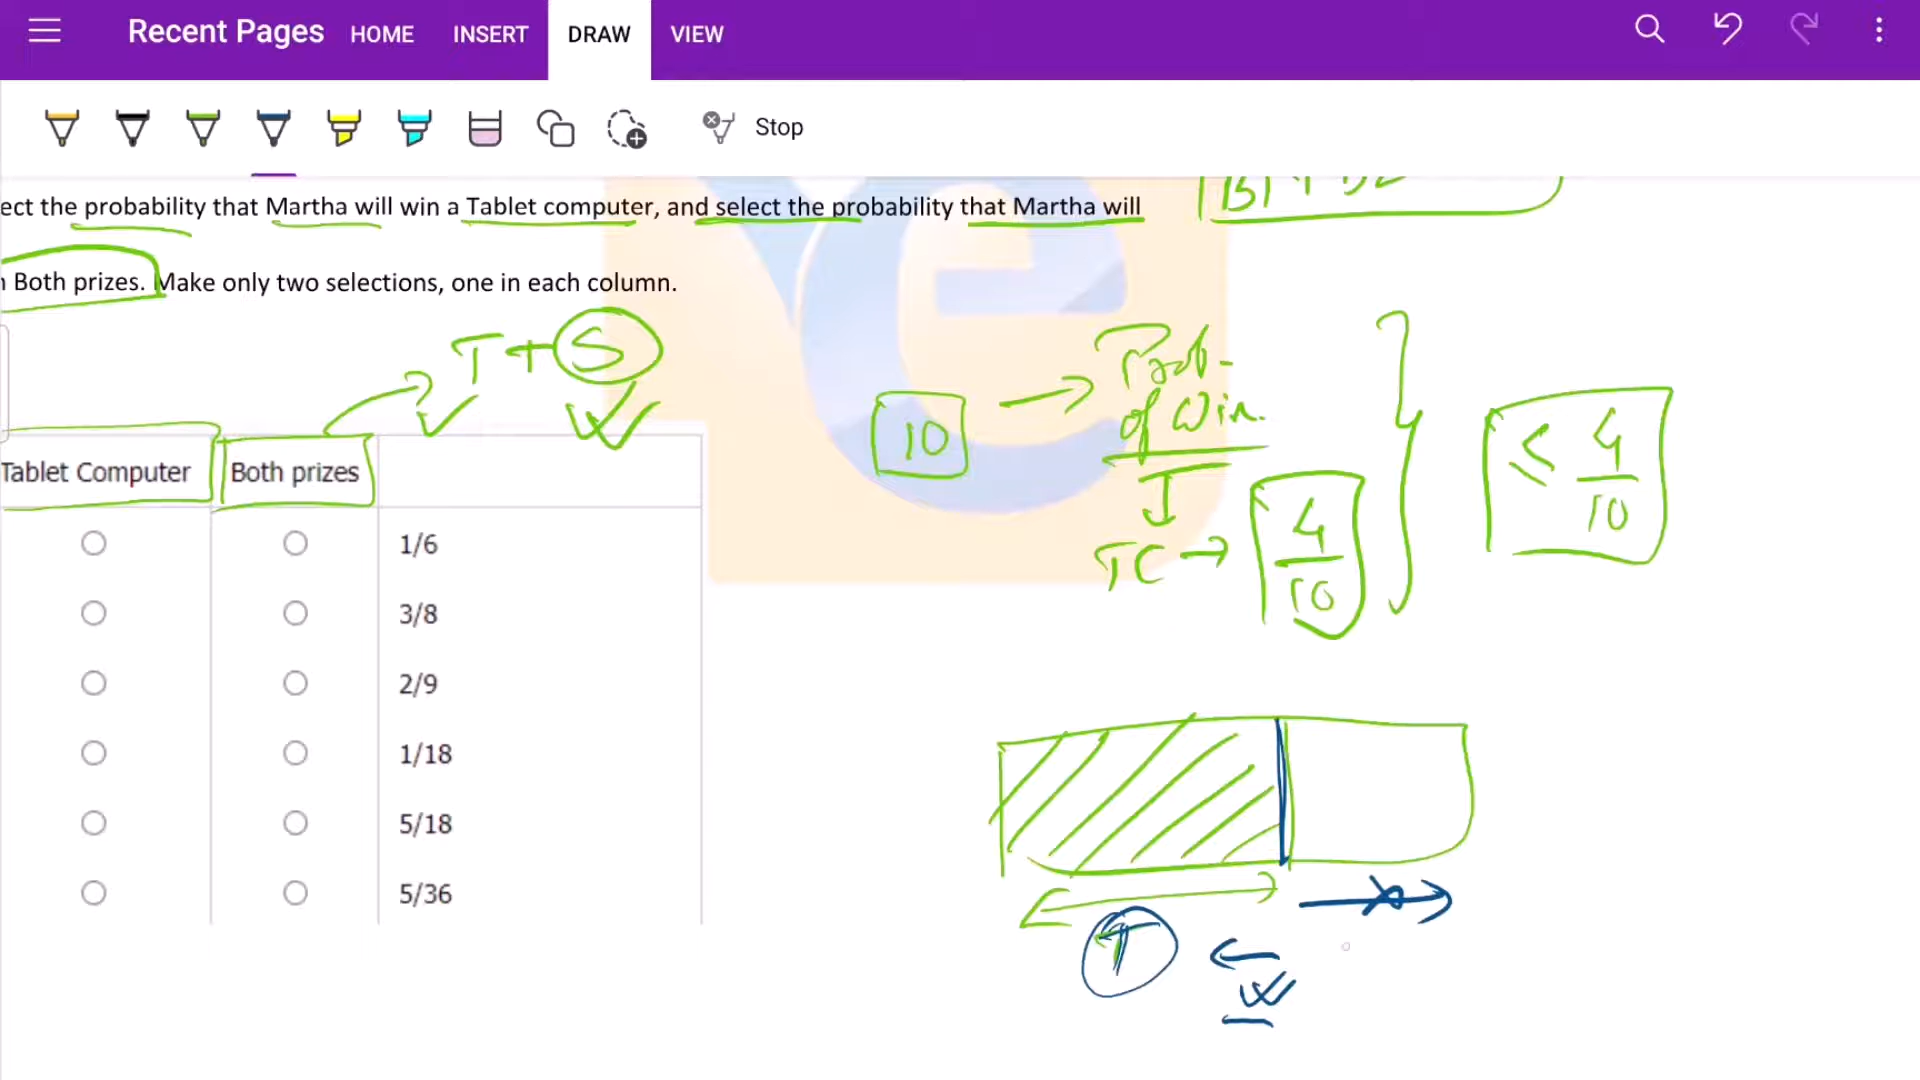 Recent Pages HOME INSERT DRAW VIEW
Stop
ect the probability that Martha will win a Tablet computer, and select the probability that Martha will
Both prizes. Make only two selections, one in each column.
T + S
10
Prob.
of Win.
TC → 4/10
≤ 4/10
Tablet Computer Both prizes
1/6
3/8
2/9
1/18
5/18
5/36
T